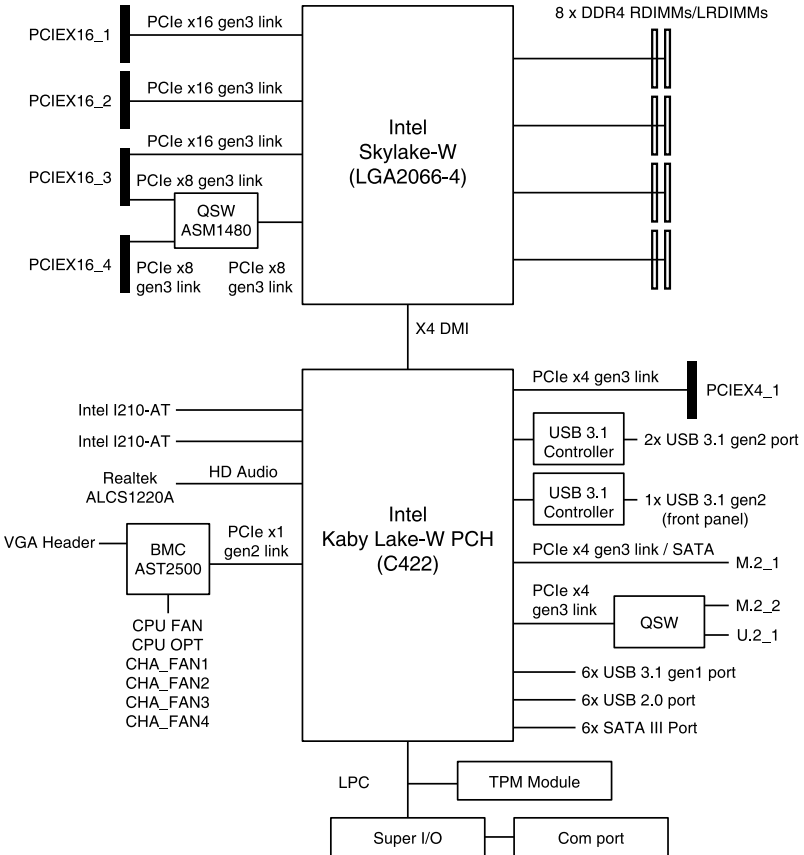 8 x DDR4 RDIMMs/LRDIMMs
PCIEX16_1
PCIe x16 gen3 link
PCIEX16_2
PCIe x16 gen3 link
PCIe x16 gen3 link
PCIEX16_3
PCIe x8 gen3 link
QSW
ASM1480
PCIEX16_4
PCIe x8
gen3 link
PCIe x8
gen3 link
Intel
Skylake-W
(LGA2066-4)
X4 DMI
Intel I210-AT
Intel I210-AT
Realtek
ALCS1220A
HD Audio
VGA Header
BMC
AST2500
PCIe x1
gen2 link
CPU FAN
CPU OPT
CHA_FAN1
CHA_FAN2
CHA_FAN3
CHA_FAN4
Intel
Kaby Lake-W PCH
(C422)
PCIe x4 gen3 link
PCIEX4_1
USB 3.1
Controller
2x USB 3.1 gen2 port
USB 3.1
Controller
1x USB 3.1 gen2
(front panel)
PCIe x4 gen3 link / SATA
M.2_1
PCIe x4
gen3 link
QSW
M.2_2
U.2_1
6x USB 3.1 gen1 port
6x USB 2.0 port
6x SATA III Port
LPC
TPM Module
Super I/O
Com port